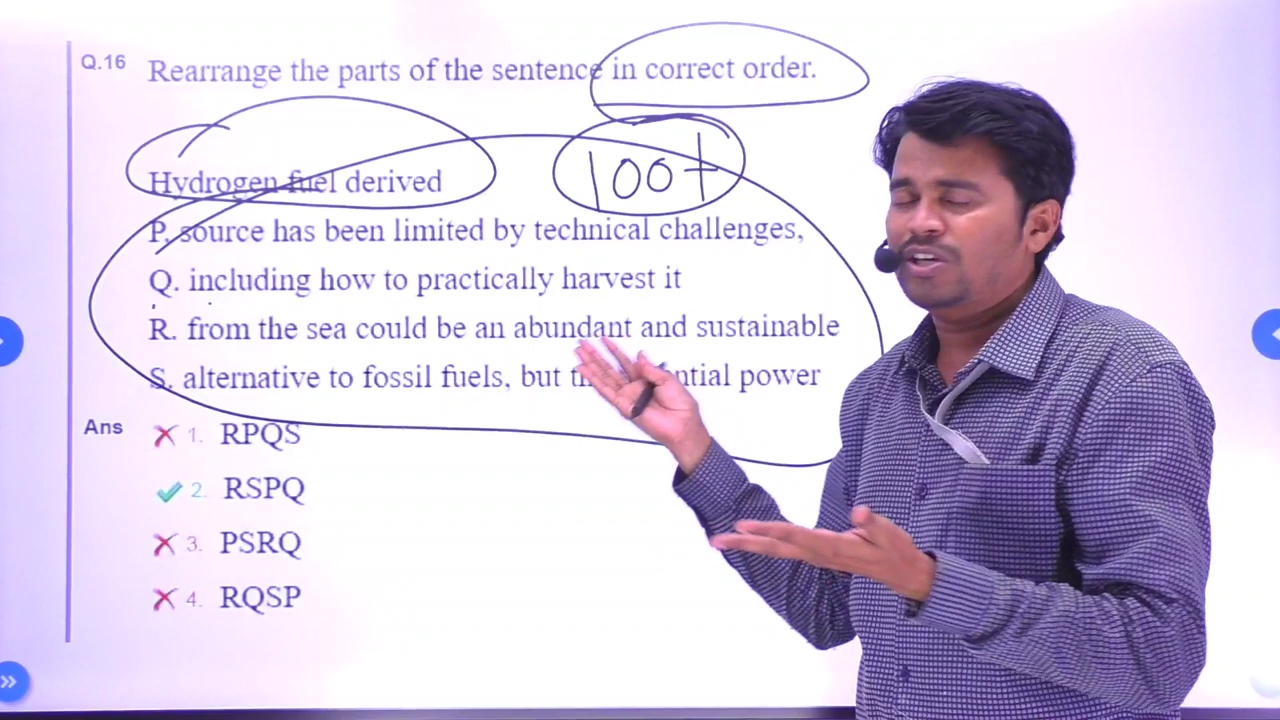 Q.16 Rearrange the parts of the sentence in correct order.
100+
Hydrogen fuel derived
P. source has been limited by technical challenges,
Q. including how to practically harvest it
R. from the sea could be an abundant and sustainable
S. alternative to fossil fuels, but power
Ans 1. RPQS
2. RSPQ
3. PSRQ
4. RQSP